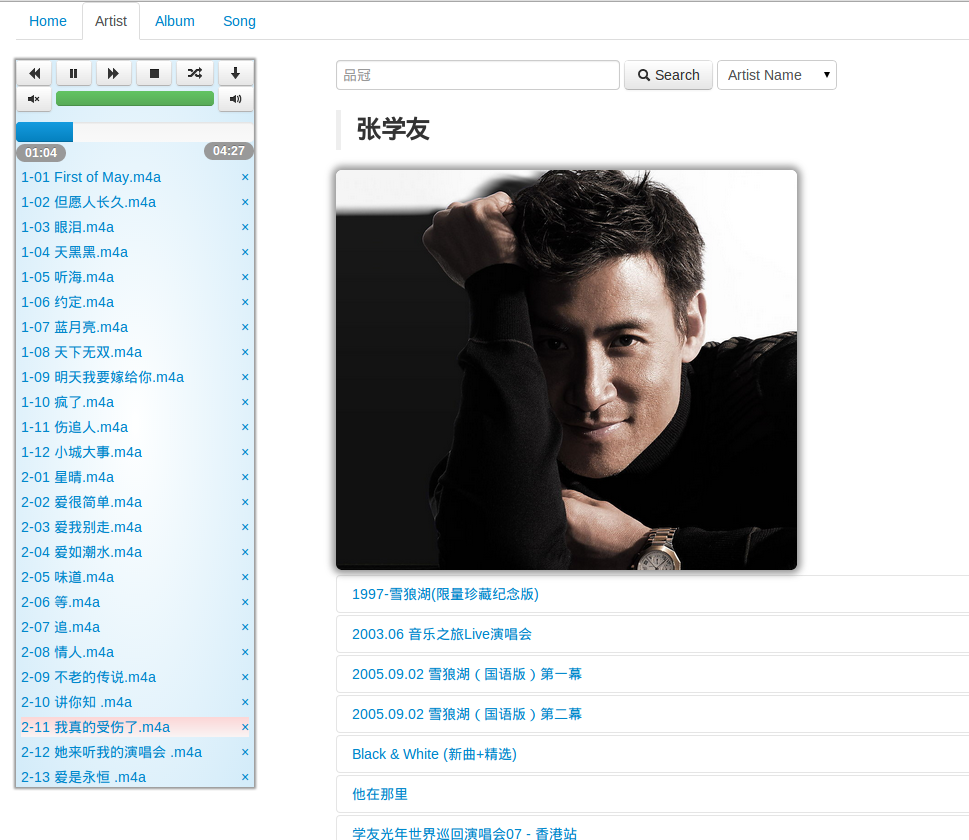 Home Artist Album Song
01:04 04:27
1-01 First of May.m4a ×
1-02 但愿人长久.m4a ×
1-03 眼泪.m4a ×
1-04 天黑黑.m4a ×
1-05 听海.m4a ×
1-06 约定.m4a ×
1-07 蓝月亮.m4a ×
1-08 天下无双.m4a ×
1-09 明天我要嫁给你.m4a ×
1-10 疯了.m4a ×
1-11 伤追人.m4a ×
1-12 小城大事.m4a ×
2-01 星晴.m4a ×
2-02 爱很简单.m4a ×
2-03 爱我别走.m4a ×
2-04 爱如潮水.m4a ×
2-05 味道.m4a ×
2-06 等.m4a ×
2-07 追.m4a ×
2-08 情人.m4a ×
2-09 不老的传说.m4a ×
2-10 讲你知 .m4a ×
2-11 我真的受伤了.m4a ×
2-12 她来听我的演唱会 .m4a ×
2-13 爱是永恒 .m4a ×
品冠 Search Artist Name
张学友
1997-雪狼湖(限量珍藏纪念版)
2003.06 音乐之旅Live演唱会
2005.09.02 雪狼湖（国语版）第一幕
2005.09.02 雪狼湖（国语版）第二幕
Black & White (新曲+精选)
他在那里
学友光年世界巡回演唱会07 - 香港站